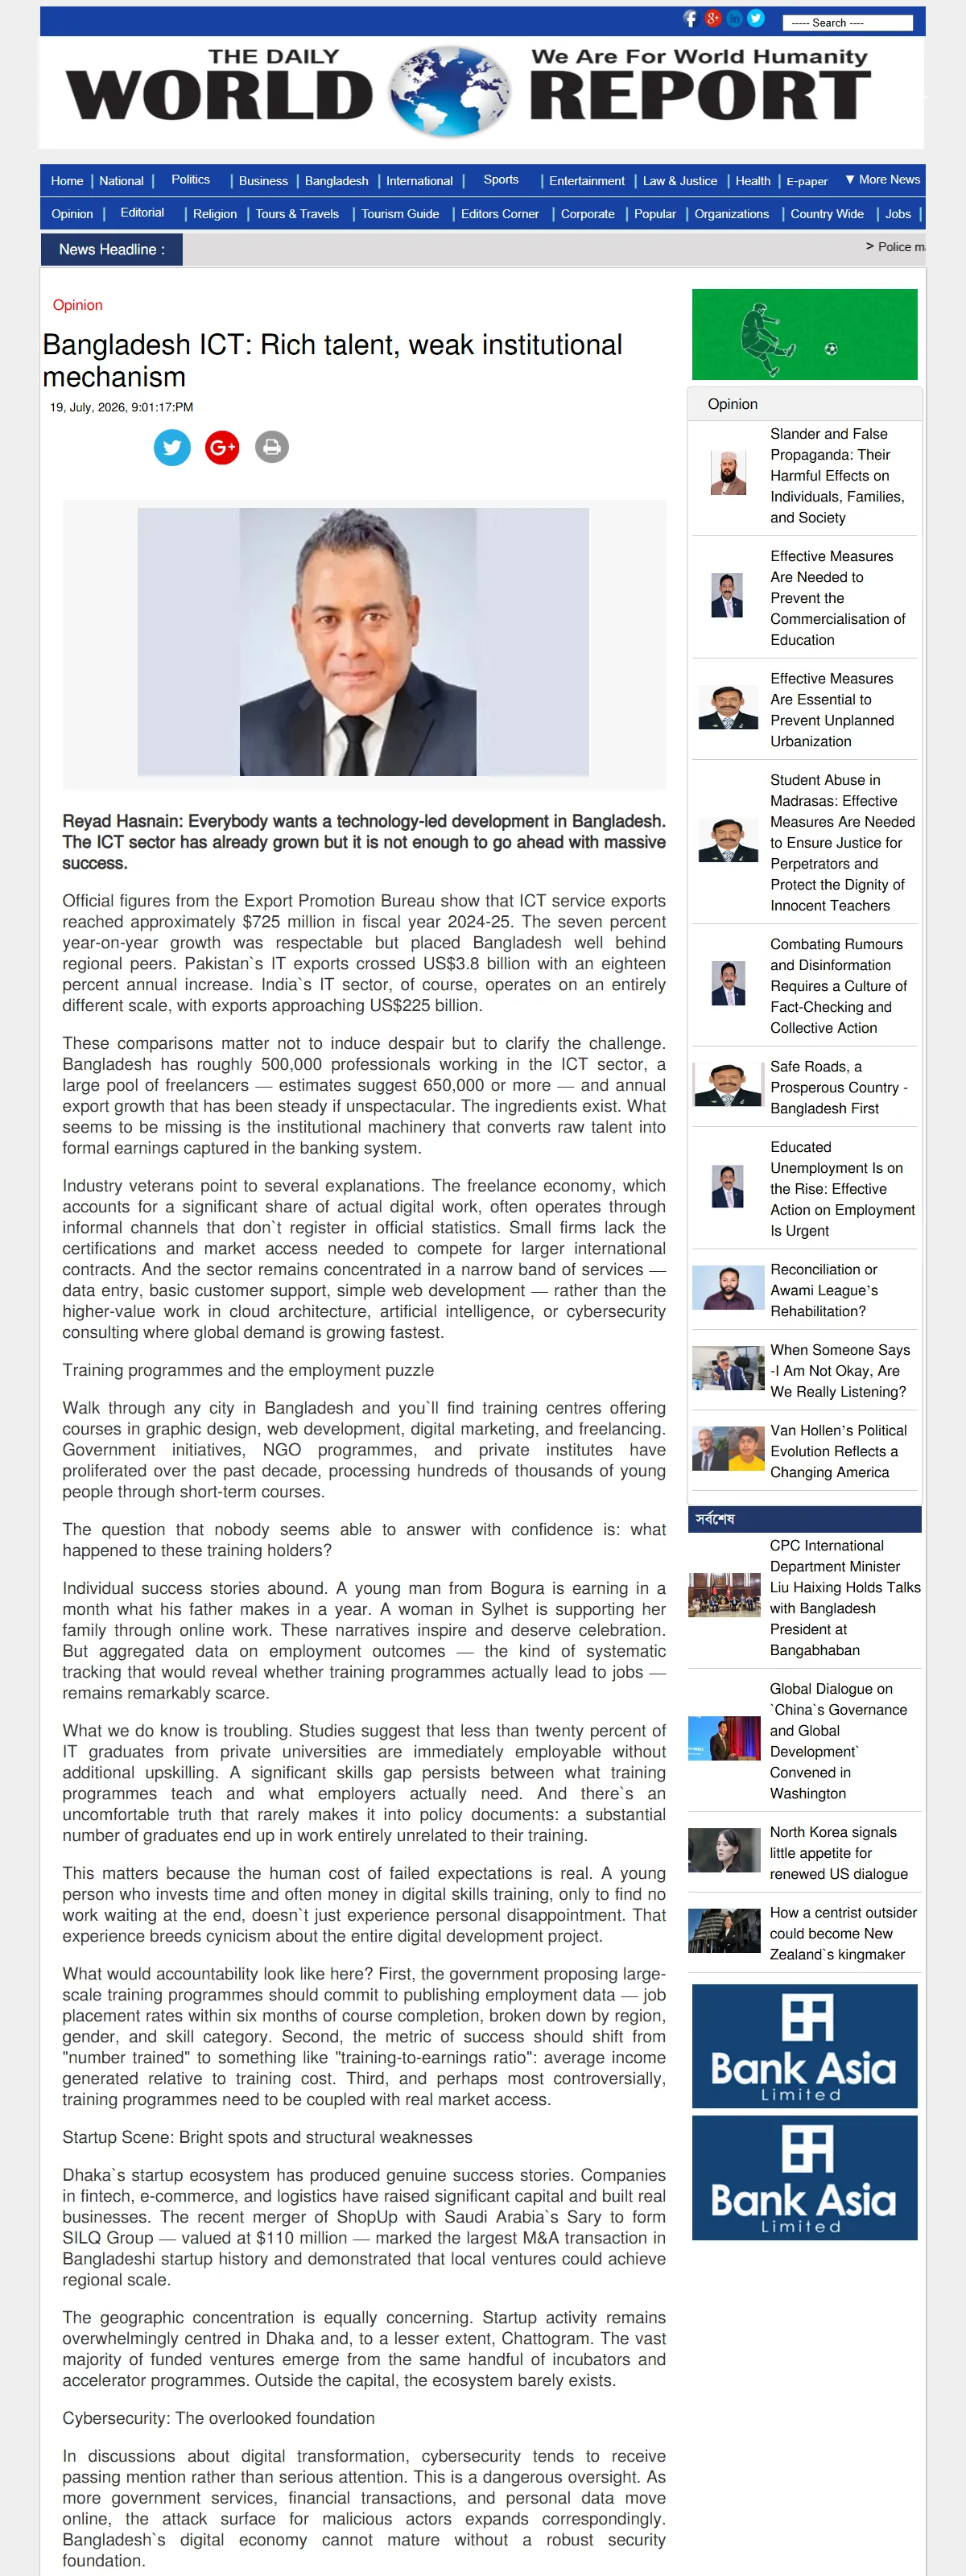 ----- Search ----
THE DAILY
WORLD
We Are For World Humanity
REPORT
Home | National | Politics | Business | Bangladesh | International | Sports | Entertainment | Law & Justice | Health | E-paper ▼ More News
Opinion | Editorial | Religion | Tours & Travels | Tourism Guide | Editors Corner | Corporate | Popular | Organizations | Country Wide | Jobs |
News Headline :
> Police m
Opinion
Bangladesh ICT: Rich talent, weak institutional
mechanism
19, July, 2026, 9:01:17:PM
Reyad Hasnain: Everybody wants a technology-led development in Bangladesh.
The ICT sector has already grown but it is not enough to go ahead with massive
success.
Official figures from the Export Promotion Bureau show that ICT service exports
reached approximately $725 million in fiscal year 2024-25. The seven percent
year-on-year growth was respectable but placed Bangladesh well behind
regional peers. Pakistan`s IT exports crossed US$3.8 billion with an eighteen
percent annual increase. India`s IT sector, of course, operates on an entirely
different scale, with exports approaching US$225 billion.
These comparisons matter not to induce despair but to clarify the challenge.
Bangladesh has roughly 500,000 professionals working in the ICT sector, a
large pool of freelancers — estimates suggest 650,000 or more — and annual
export growth that has been steady if unspectacular. The ingredients exist. What
seems to be missing is the institutional machinery that converts raw talent into
formal earnings captured in the banking system.
Industry veterans point to several explanations. The freelance economy, which
accounts for a significant share of actual digital work, often operates through
informal channels that don`t register in official statistics. Small firms lack the
certifications and market access needed to compete for larger international
contracts. And the sector remains concentrated in a narrow band of services —
data entry, basic customer support, simple web development — rather than the
higher-value work in cloud architecture, artificial intelligence, or cybersecurity
consulting where global demand is growing fastest.
Training programmes and the employment puzzle
Walk through any city in Bangladesh and you`ll find training centres offering
courses in graphic design, web development, digital marketing, and freelancing.
Government initiatives, NGO programmes, and private institutes have
proliferated over the past decade, processing hundreds of thousands of young
people through short-term courses.
The question that nobody seems able to answer with confidence is: what
happened to these training holders?
Individual success stories abound. A young man from Bogura is earning in a
month what his father makes in a year. A woman in Sylhet is supporting her
family through online work. These narratives inspire and deserve celebration.
But aggregated data on employment outcomes — the kind of systematic
tracking that would reveal whether training programmes actually lead to jobs —
remains remarkably scarce.
What we do know is troubling. Studies suggest that less than twenty percent of
IT graduates from private universities are immediately employable without
additional upskilling. A significant skills gap persists between what training
programmes teach and what employers actually need. And there`s an
uncomfortable truth that rarely makes it into policy documents: a substantial
number of graduates end up in work entirely unrelated to their training.
This matters because the human cost of failed expectations is real. A young
person who invests time and often money in digital skills training, only to find no
work waiting at the end, doesn`t just experience personal disappointment. That
experience breeds cynicism about the entire digital development project.
What would accountability look like here? First, the government proposing large-
scale training programmes should commit to publishing employment data — job
placement rates within six months of course completion, broken down by region,
gender, and skill category. Second, the metric of success should shift from
"number trained" to something like "training-to-earnings ratio": average income
generated relative to training cost. Third, and perhaps most controversially,
training programmes need to be coupled with real market access.
Startup Scene: Bright spots and structural weaknesses
Dhaka`s startup ecosystem has produced genuine success stories. Companies
in fintech, e-commerce, and logistics have raised significant capital and built real
businesses. The recent merger of ShopUp with Saudi Arabia`s Sary to form
SILQ Group — valued at $110 million — marked the largest M&A transaction in
Bangladeshi startup history and demonstrated that local ventures could achieve
regional scale.
The geographic concentration is equally concerning. Startup activity remains
overwhelmingly centred in Dhaka and, to a lesser extent, Chattogram. The vast
majority of funded ventures emerge from the same handful of incubators and
accelerator programmes. Outside the capital, the ecosystem barely exists.
Cybersecurity: The overlooked foundation
In discussions about digital transformation, cybersecurity tends to receive
passing mention rather than serious attention. This is a dangerous oversight. As
more government services, financial transactions, and personal data move
online, the attack surface for malicious actors expands correspondingly.
Bangladesh`s digital economy cannot mature without a robust security
foundation.
Opinion
Slander and False
Propaganda: Their
Harmful Effects on
Individuals, Families,
and Society
Effective Measures
Are Needed to
Prevent the
Commercialisation of
Education
Effective Measures
Are Essential to
Prevent Unplanned
Urbanization
Student Abuse in
Madrasas: Effective
Measures Are Needed
to Ensure Justice for
Perpetrators and
Protect the Dignity of
Innocent Teachers
Combating Rumours
and Disinformation
Requires a Culture of
Fact-Checking and
Collective Action
Safe Roads, a
Prosperous Country -
Bangladesh First
Educated
Unemployment Is on
the Rise: Effective
Action on Employment
Is Urgent
Reconciliation or
Awami League’s
Rehabilitation?
When Someone Says
-I Am Not Okay, Are
We Really Listening?
Van Hollen’s Political
Evolution Reflects a
Changing America
সর্বশেষ
CPC International
Department Minister
Liu Haixing Holds Talks
with Bangladesh
President at
Bangabhaban
Global Dialogue on
`China`s Governance
and Global
Development`
Convened in
Washington
North Korea signals
little appetite for
renewed US dialogue
How a centrist outsider
could become New
Zealand`s kingmaker
Bank Asia
Limited
Bank Asia
Limited